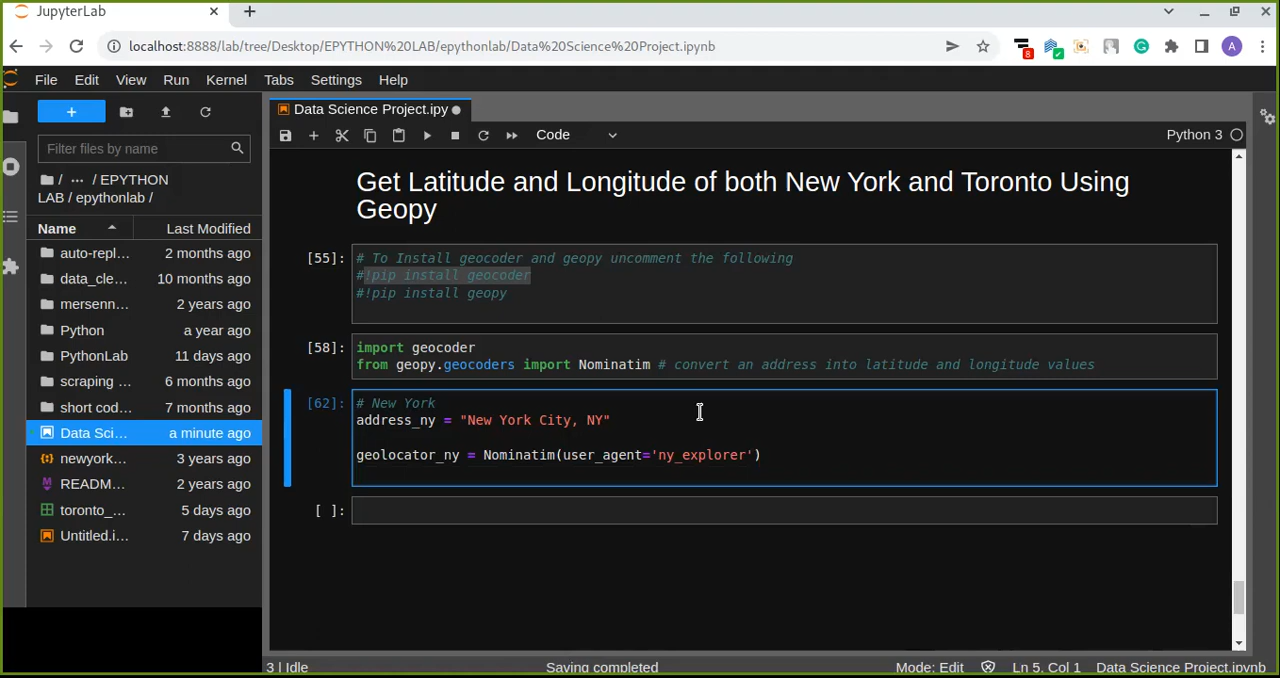 JupyterLab
localhost:8888/lab/tree/Desktop/EPYTHON%20LAB/epythonlab/Data%20Science%20Project.ipynb
8
A
File Edit View Run Kernel Tabs Settings Help
Data Science Project.ipy
Code
Python 3
Filter files by name
/ ··· / EPYTHON
LAB / epythonlab /
Name Last Modified
auto-repl... 2 months ago
data_cle... 10 months ago
mersenn... 2 years ago
Python a year ago
PythonLab 11 days ago
scraping ... 6 months ago
short cod... 7 months ago
Data Sci... a minute ago
newyork... 3 years ago
READM... 2 years ago
toronto_... 5 days ago
Untitled.i... 7 days ago
Get Latitude and Longitude of both New York and Toronto Using
Geopy
[55]: # To Install geocoder and geopy uncomment the following
#!pip install geocoder
#!pip install geopy
[58]: import geocoder
from geopy.geocoders import Nominatim # convert an address into latitude and longitude values
[62]: # New York
address_ny = "New York City, NY"
geolocator_ny = Nominatim(user_agent='ny_explorer')
[ ]:
3 | Idle Saving completed Mode: Edit Ln 5, Col 1 Data Science Project.ipynb